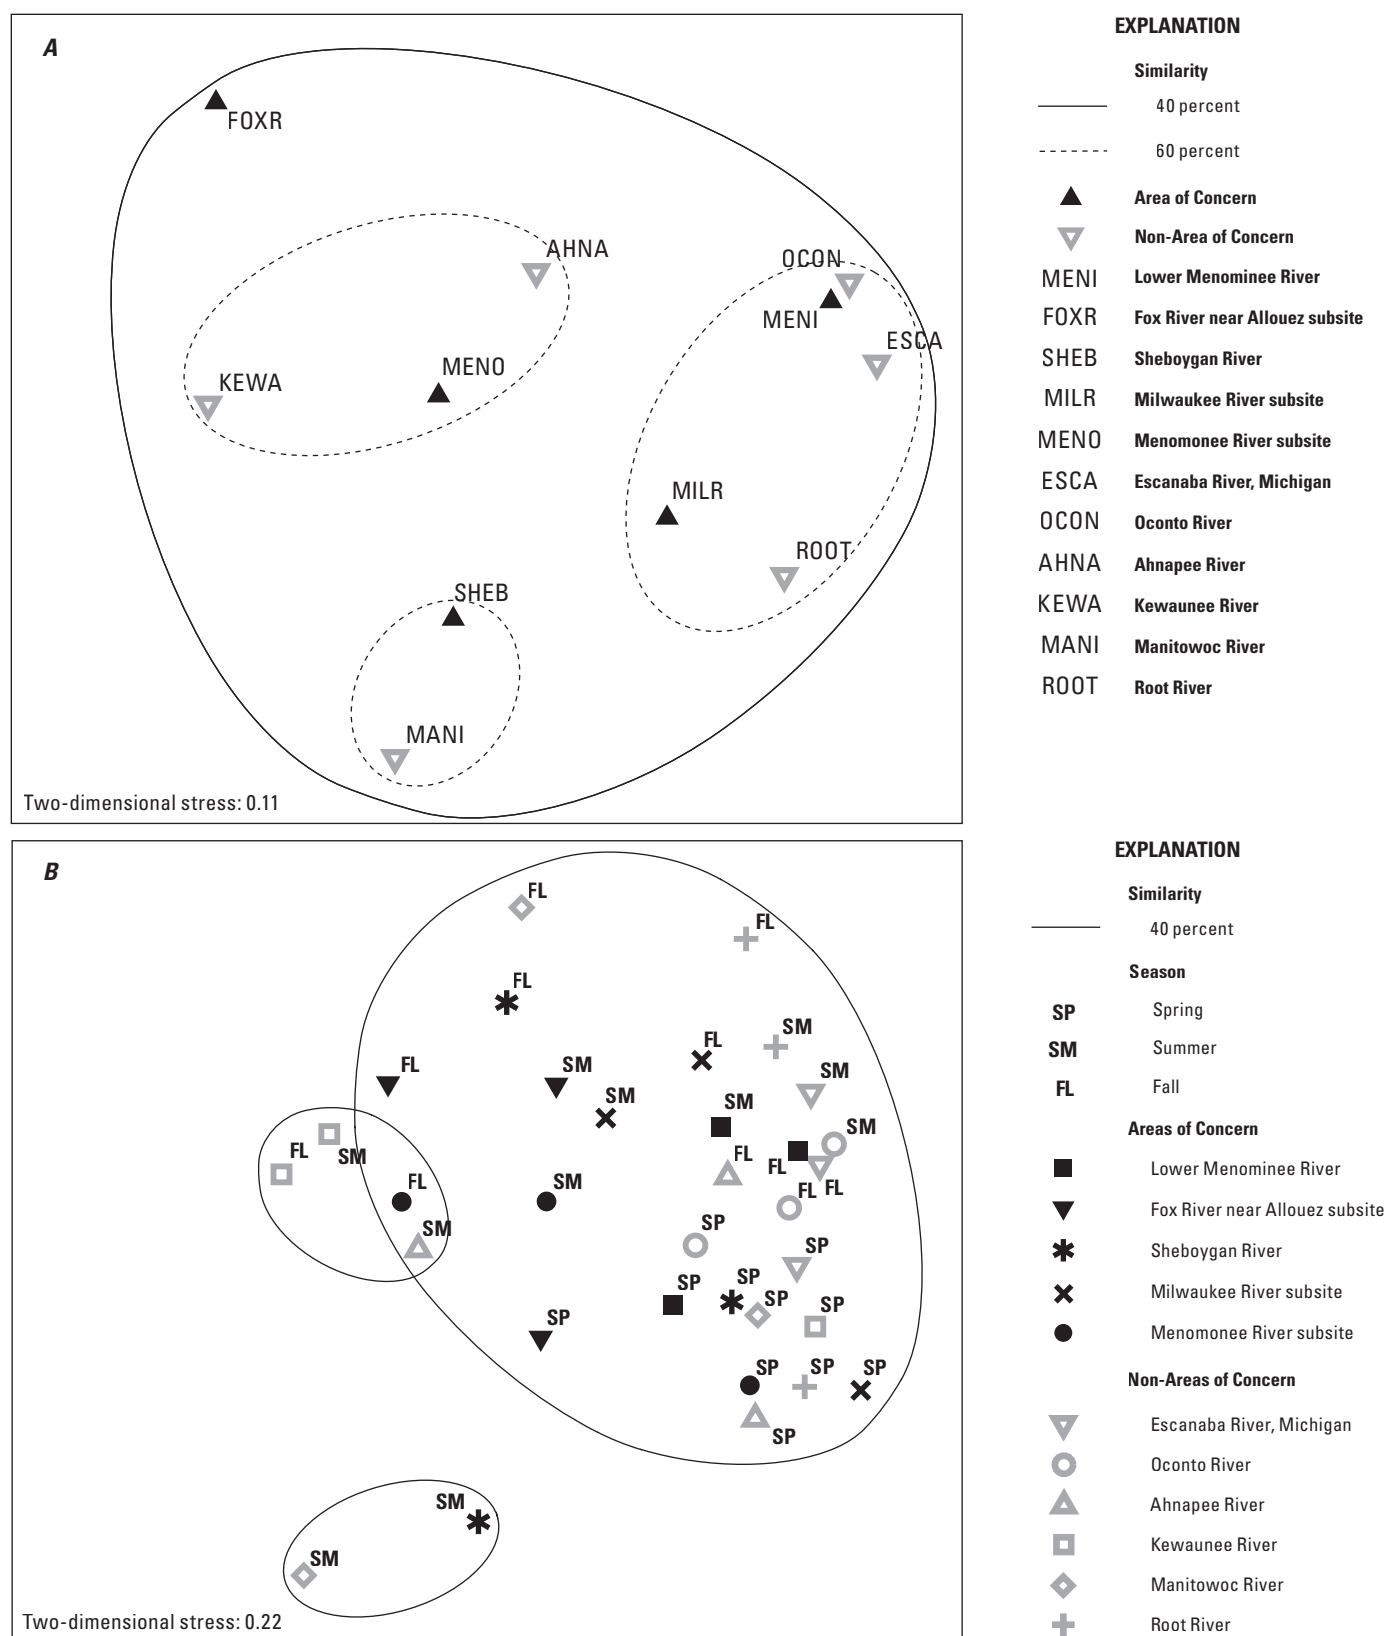 A
FOXR
AHNA
OCON
MENI
ESCA
MENO
KEWA
MILR
ROOT
SHEB
MANI
Two-dimensional stress: 0.11
EXPLANATION
Similarity
40 percent
60 percent
Area of Concern
Non-Area of Concern
MENI Lower Menominee River
FOXR Fox River near Allouez subsite
SHEB Sheboygan River
MILR Milwaukee River subsite
MENO Menomonee River subsite
ESCA Escanaba River, Michigan
OCON Oconto River
AHNA Ahnapee River
KEWA Kewaunee River
MANI Manitowoc River
ROOT Root River
B
FL
FL
FL
SM
FL
FL
SM
SM
SM
SM
SM
FL
SM
FL
FL
FL
FL
FL
SM
SM
SM
SP
SP
SP
SP
SP
SP
SP
SP
SP
SP
SP
SM
SM
Two-dimensional stress: 0.22
EXPLANATION
Similarity
40 percent
Season
SP Spring
SM Summer
FL Fall
Areas of Concern
Lower Menominee River
Fox River near Allouez subsite
Sheboygan River
Milwaukee River subsite
Menomonee River subsite
Non-Areas of Concern
Escanaba River, Michigan
Oconto River
Ahnapee River
Kewaunee River
Manitowoc River
Root River